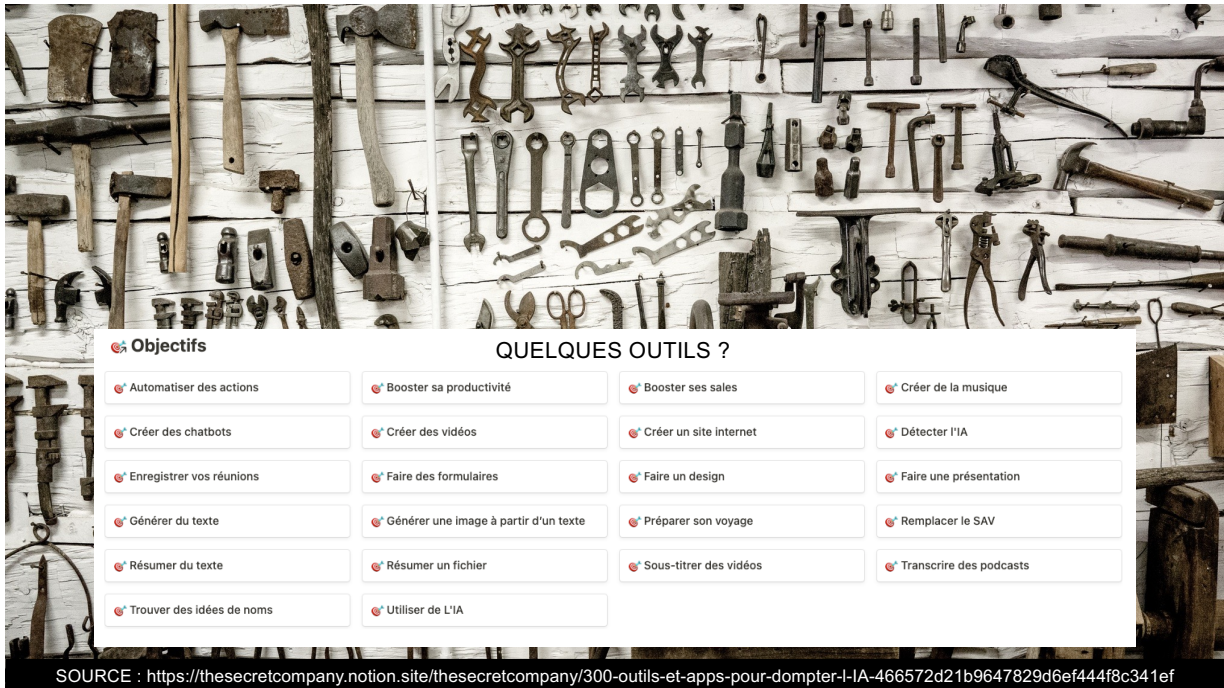 Objectifs
QUELQUES OUTILS ?
Automatiser des actions
Booster sa productivité
Booster ses sales
Créer de la musique
Créer des chatbots
Créer des vidéos
Créer un site internet
Détecter l'IA
Enregistrer vos réunions
Faire des formulaires
Faire un design
Faire une présentation
Générer du texte
Générer une image à partir d'un texte
Préparer son voyage
Remplacer le SAV
Résumer du texte
Résumer un fichier
Sous-titrer des vidéos
Transcrire des podcasts
Trouver des idées de noms
Utiliser de L'IA
SOURCE : https://thesecretcompany.notion.site/thesecretcompany/300-outils-et-apps-pour-dompter-l-IA-466572d21b9647829d6ef444f8c341ef